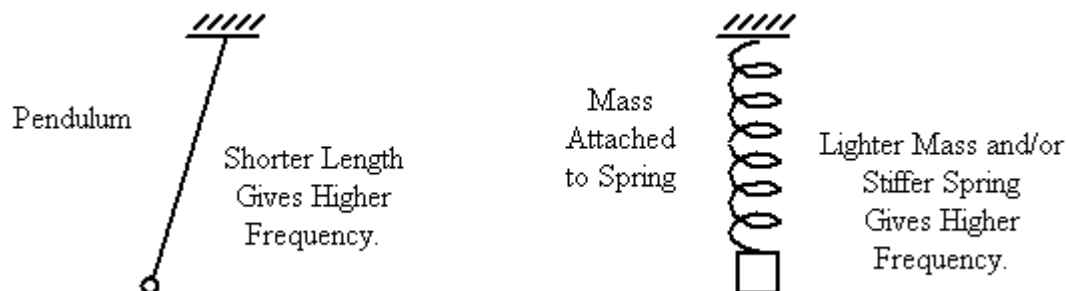 Pendulum
Shorter Length
Gives Higher
Frequency.
Mass
Attached
to Spring
Lighter Mass and/or
Stiffer Spring
Gives Higher
Frequency.